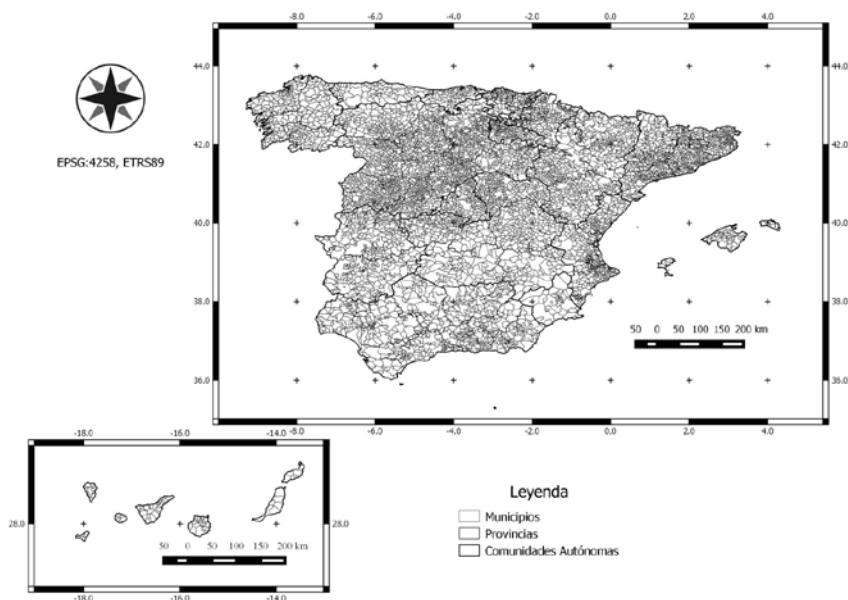 -8.0 -6.0 -4.0 -2.0 0.0 2.0 4.0
44.0 44.0
EPSG:4258, ETRS89
42.0 42.0
40.0 40.0
38.0 38.0
50 0 50 100 150 200 km
36.0 36.0
-8.0 -6.0 -4.0 -2.0 0.0 2.0 4.0
-18.0 -16.0 -14.0
28.0 28.0
50 0 50 100 150 200 km
-18.0 -16.0 -14.0
Leyenda
Municipios
Provincias
Comunidades Autónomas